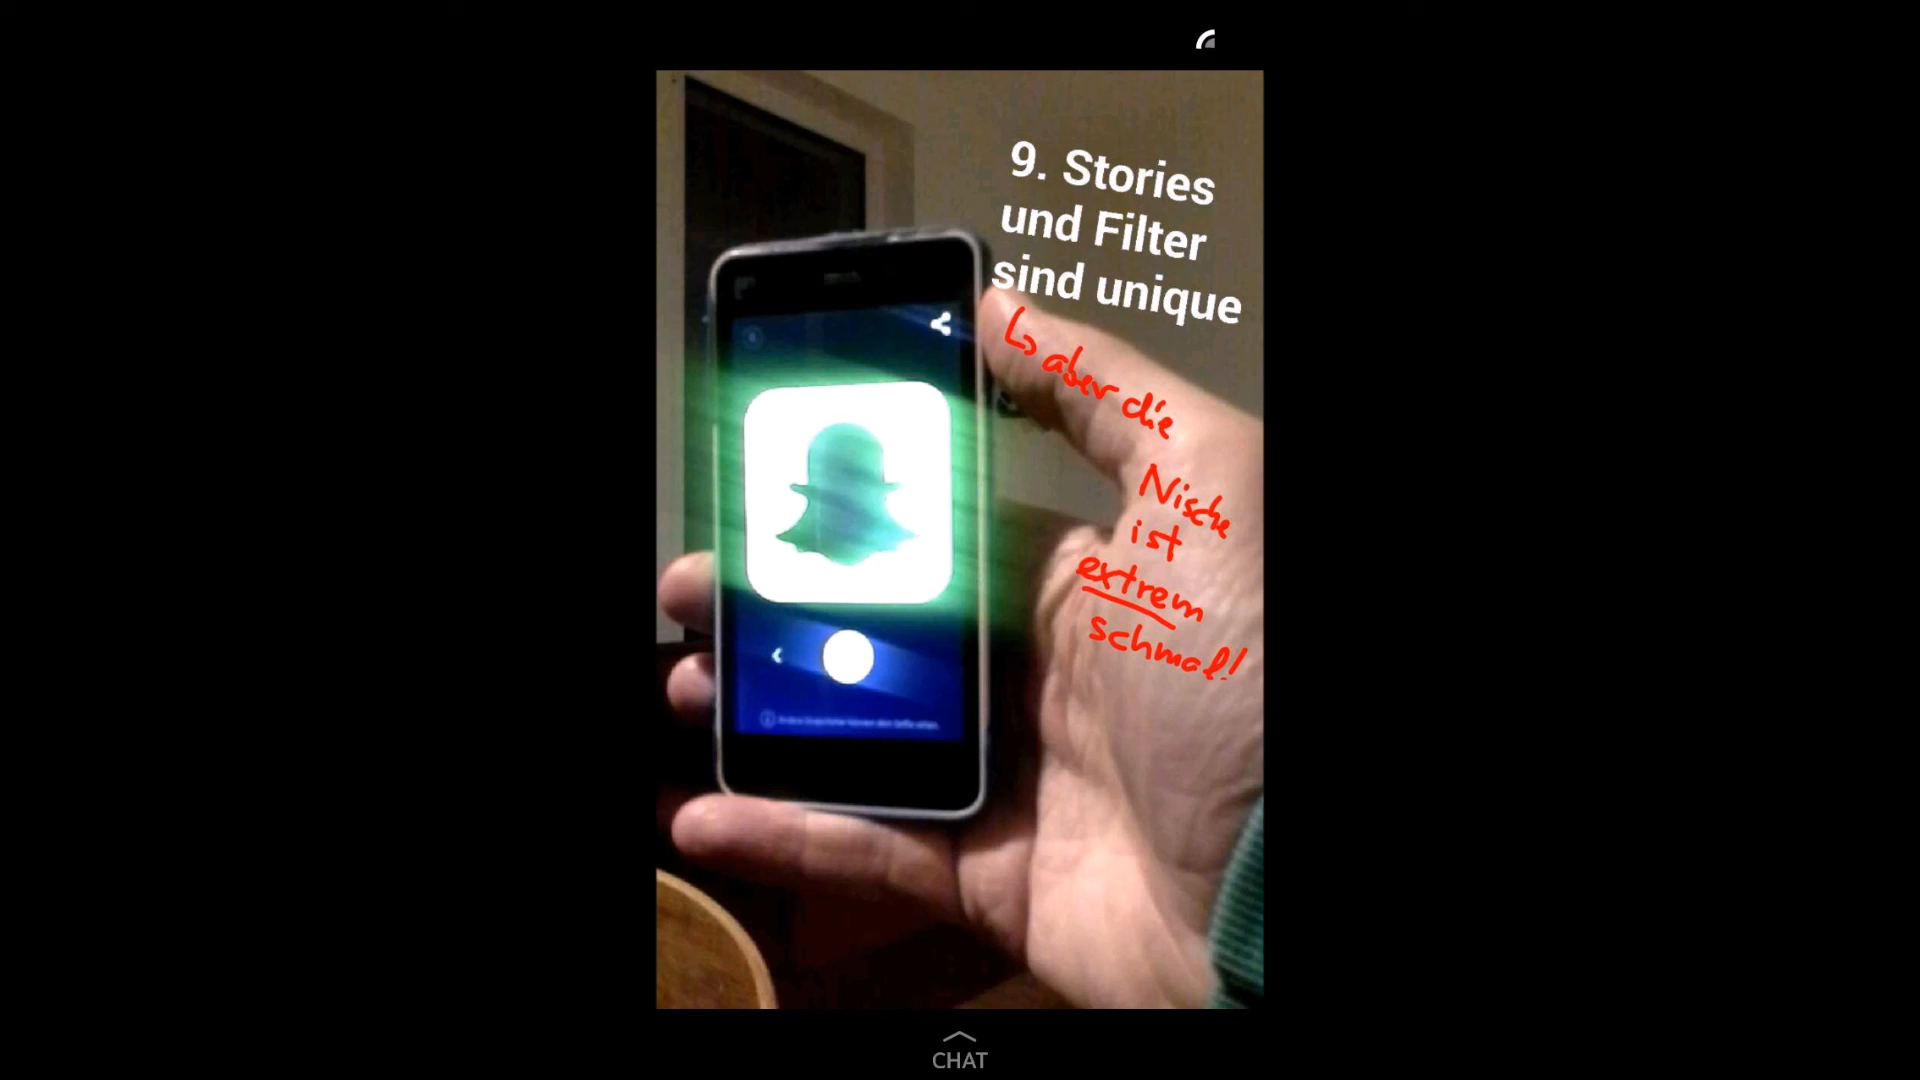 9. Stories
und Filter
sind unique
aber die
Nische
ist
extrem
schmal!
CHAT